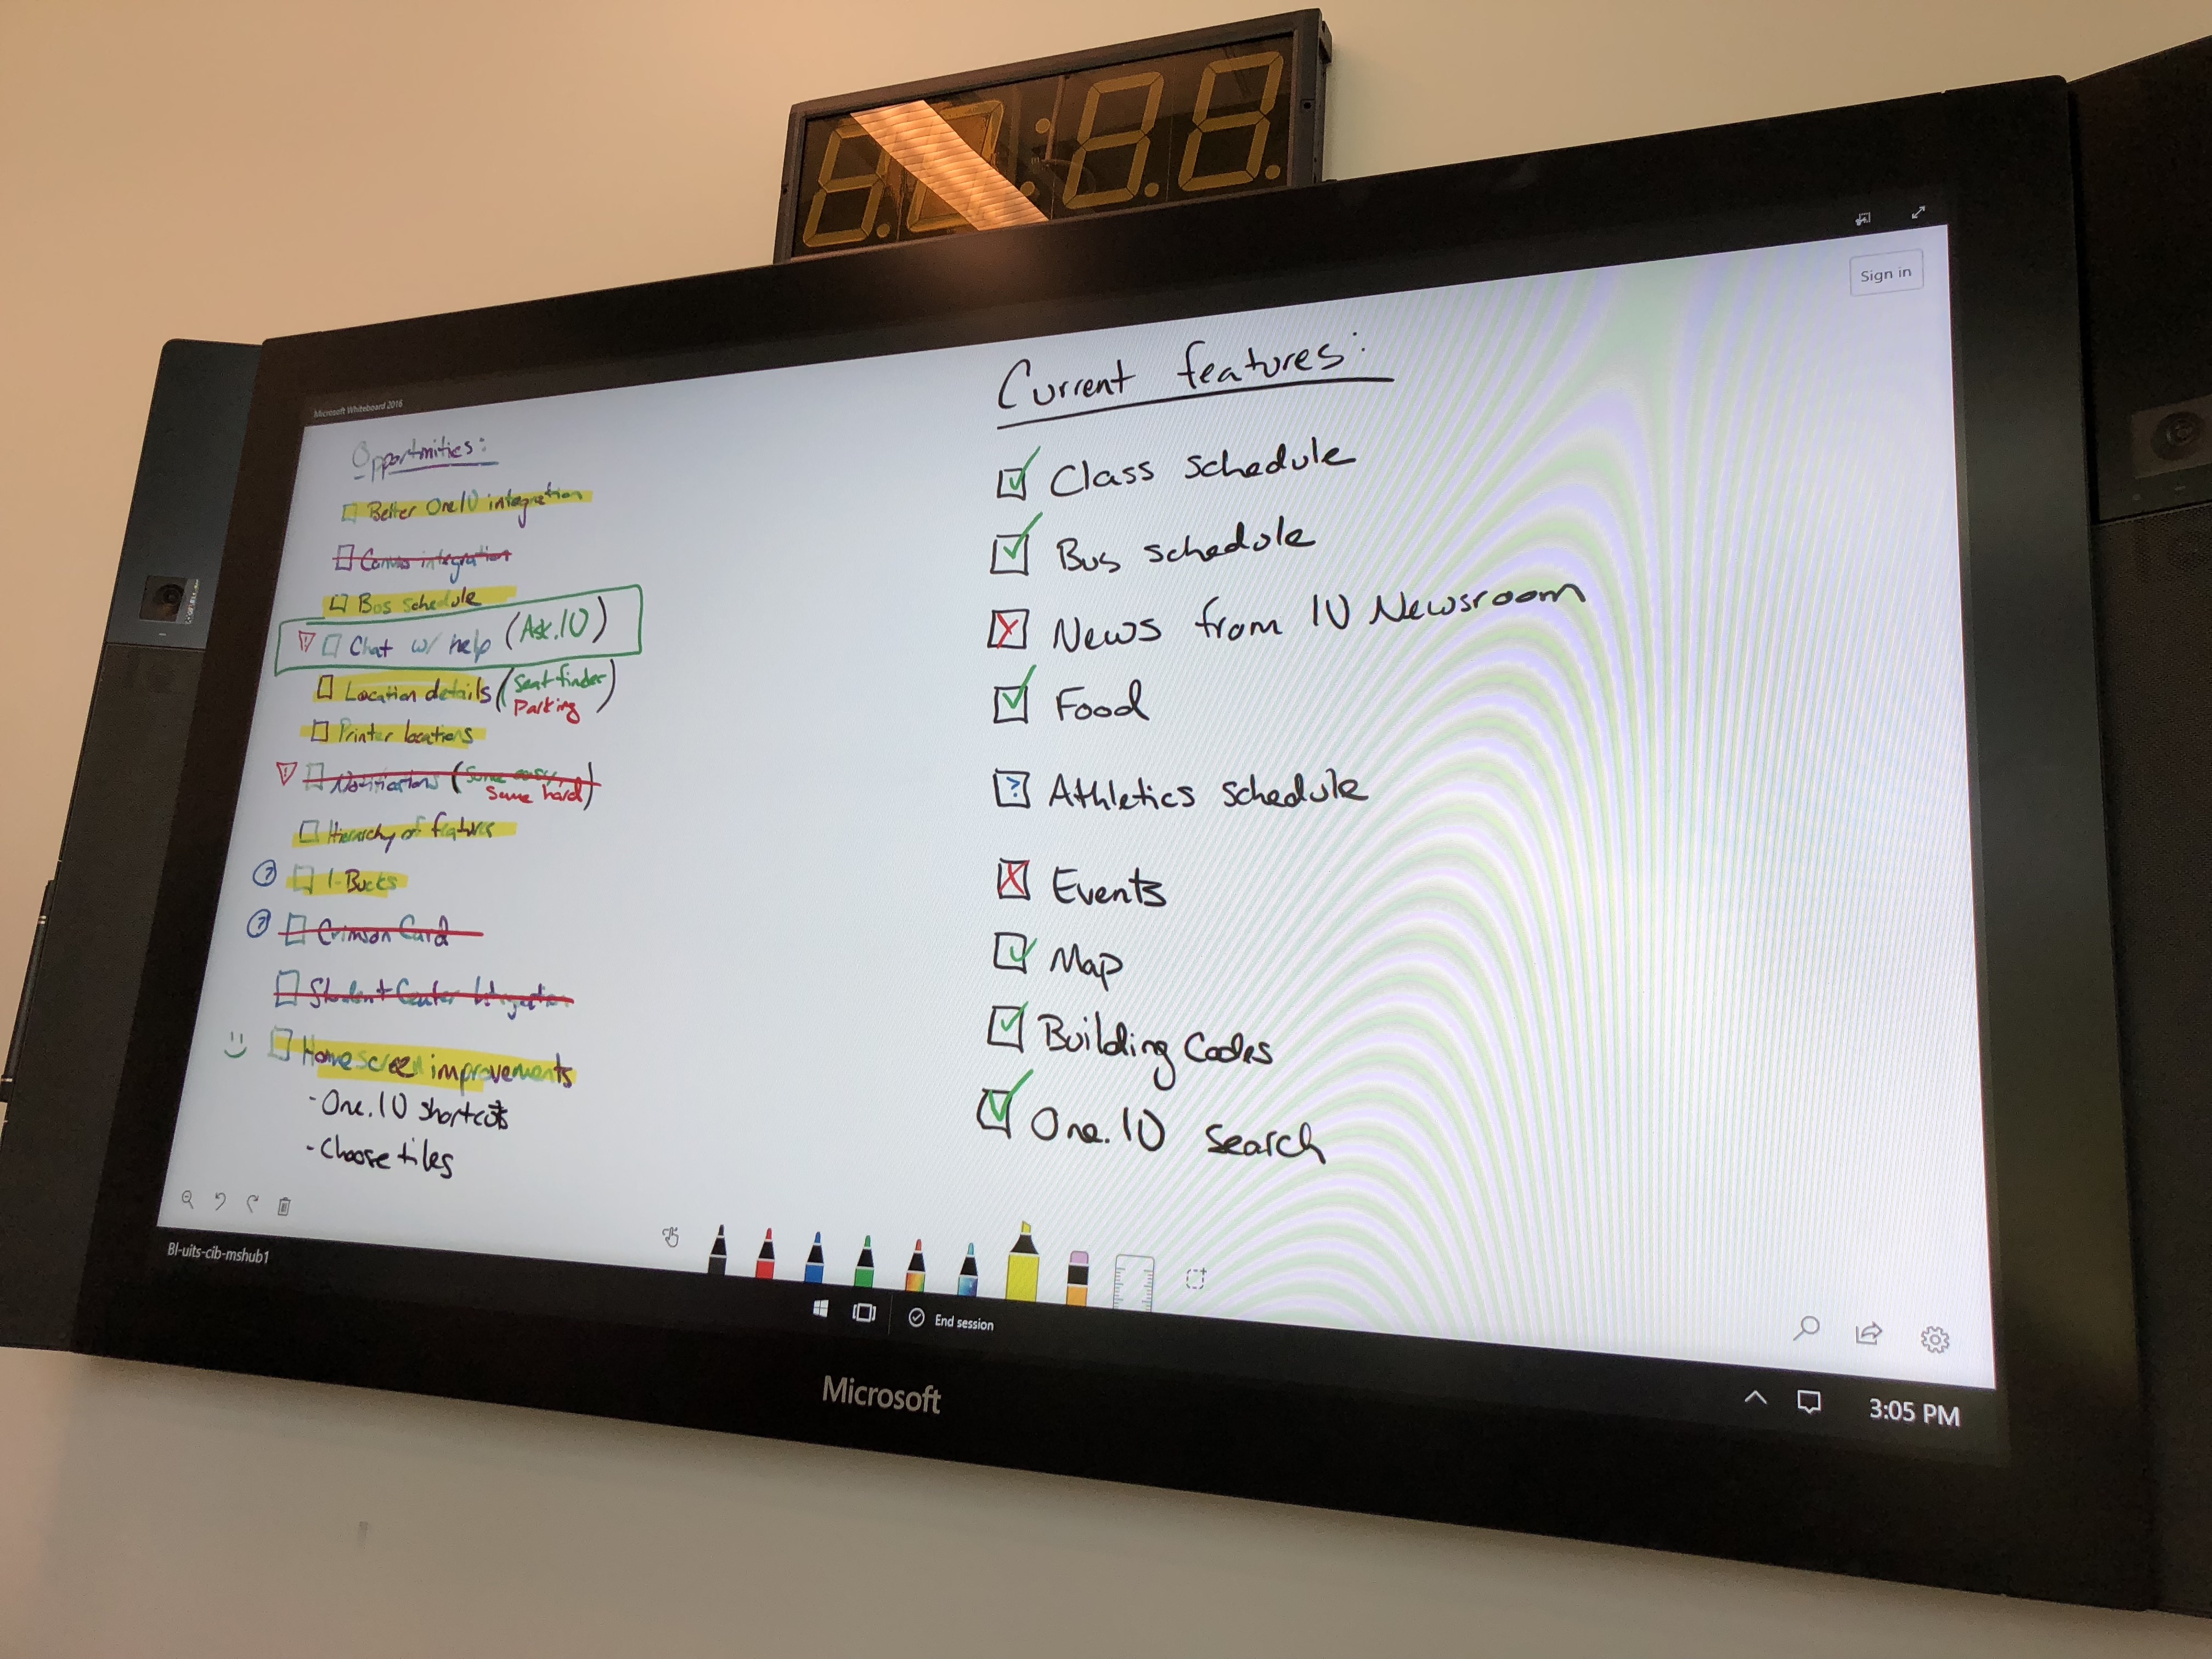 Sign in
Microsoft Whiteboard 2016
Opportunities:
Better One IU integration
Canvas integration
Bus schedule
Chat w/ help (Ask.IU)
Location details (Seat finder
Parking)
Printer locations
Notifications (some easy,
some hard)
Hierarchy of features
? I-Bucks
? Crimson Card
Student Center Integration
Home screen improvements
- One.IU shortcuts
- Choose tiles
Current features:
Class schedule
Bus schedule
News from IU Newsroom
Food
? Athletics schedule
Events
Map
Building Codes
One.IU search
Bl-uits-cib-mshub1
End session
3:05 PM
Microsoft